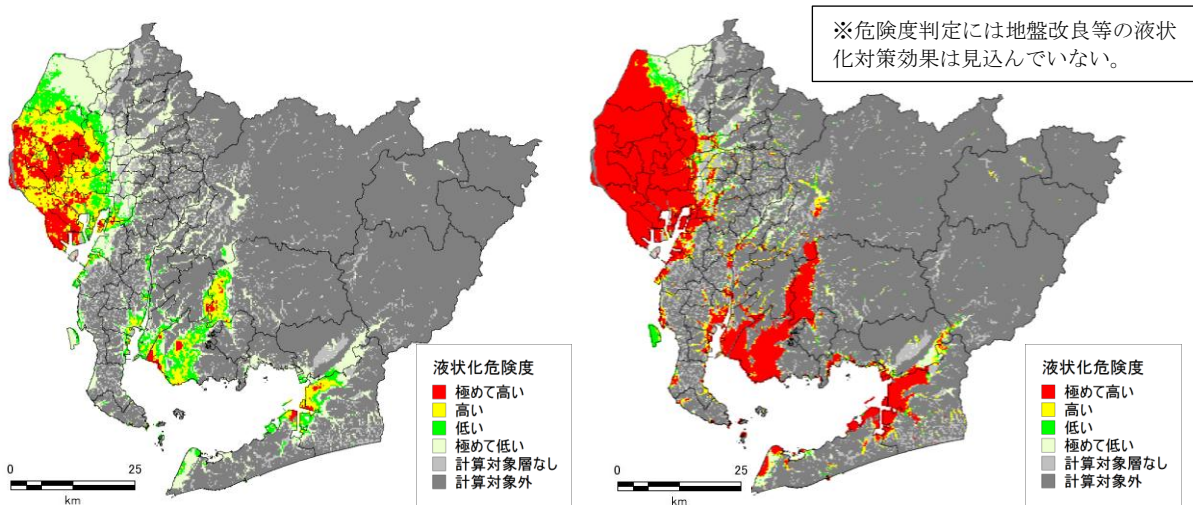 ※危険度判定には地盤改良等の液状
化対策効果は見込んでいない。
液状化危険度
極めて高い
高い
低い
極めて低い
計算対象層なし
計算対象外
0 25
km
液状化危険度
極めて高い
高い
低い
極めて低い
計算対象層なし
計算対象外
0 25
km